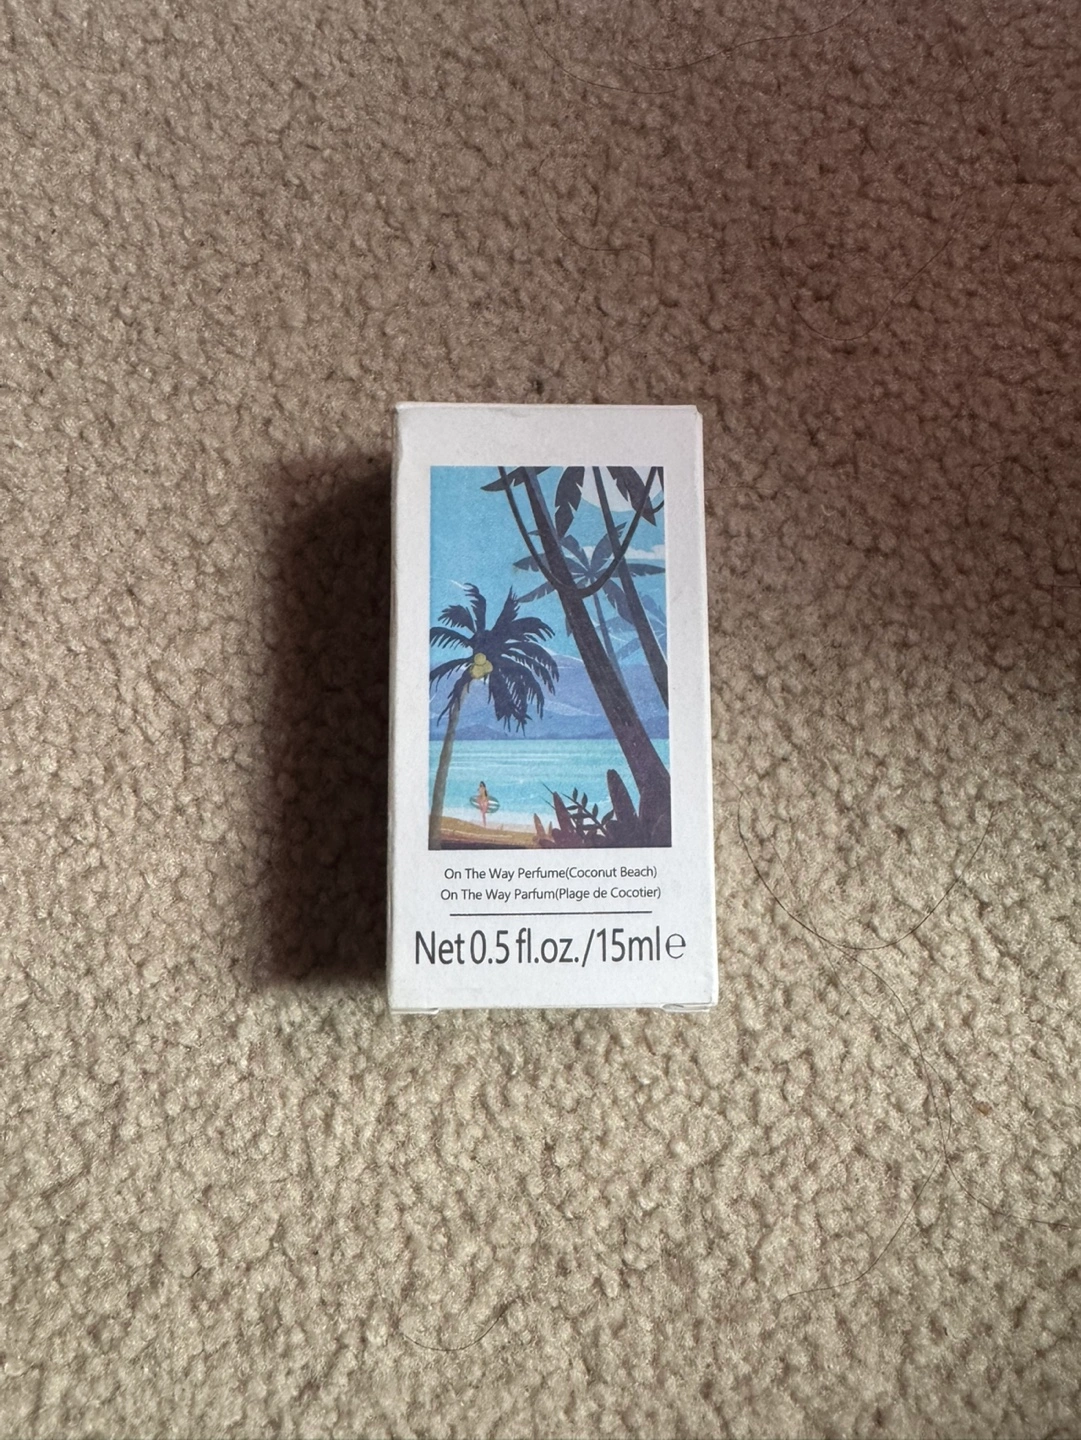 On The Way Perfume(Coconut Beach)
On The Way Parfum(Plage de Cocotier)
Net 0.5 fl.oz./15ml ℮